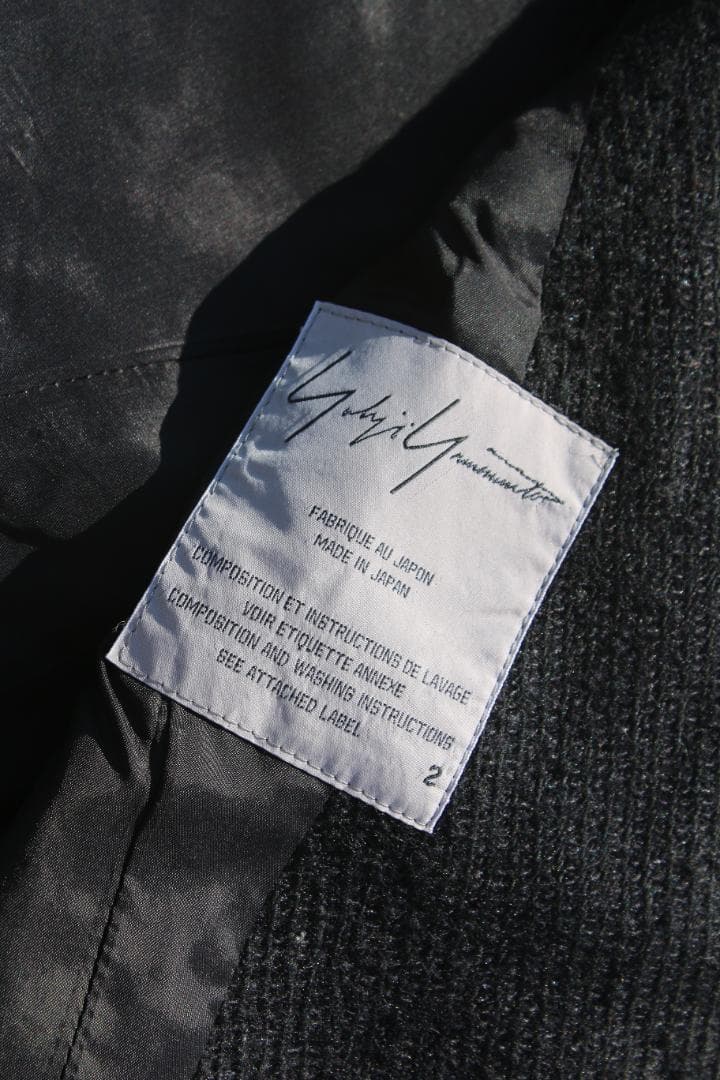 Yohji Yamamoto
FABRIQUE AU JAPON
MADE IN JAPAN
COMPOSITION ET INSTRUCTIONS DE LAVAGE
VOIR ETIQUETTE ANNEXE
COMPOSITION AND WASHING INSTRUCTIONS
SEE ATTACHED LABEL
2